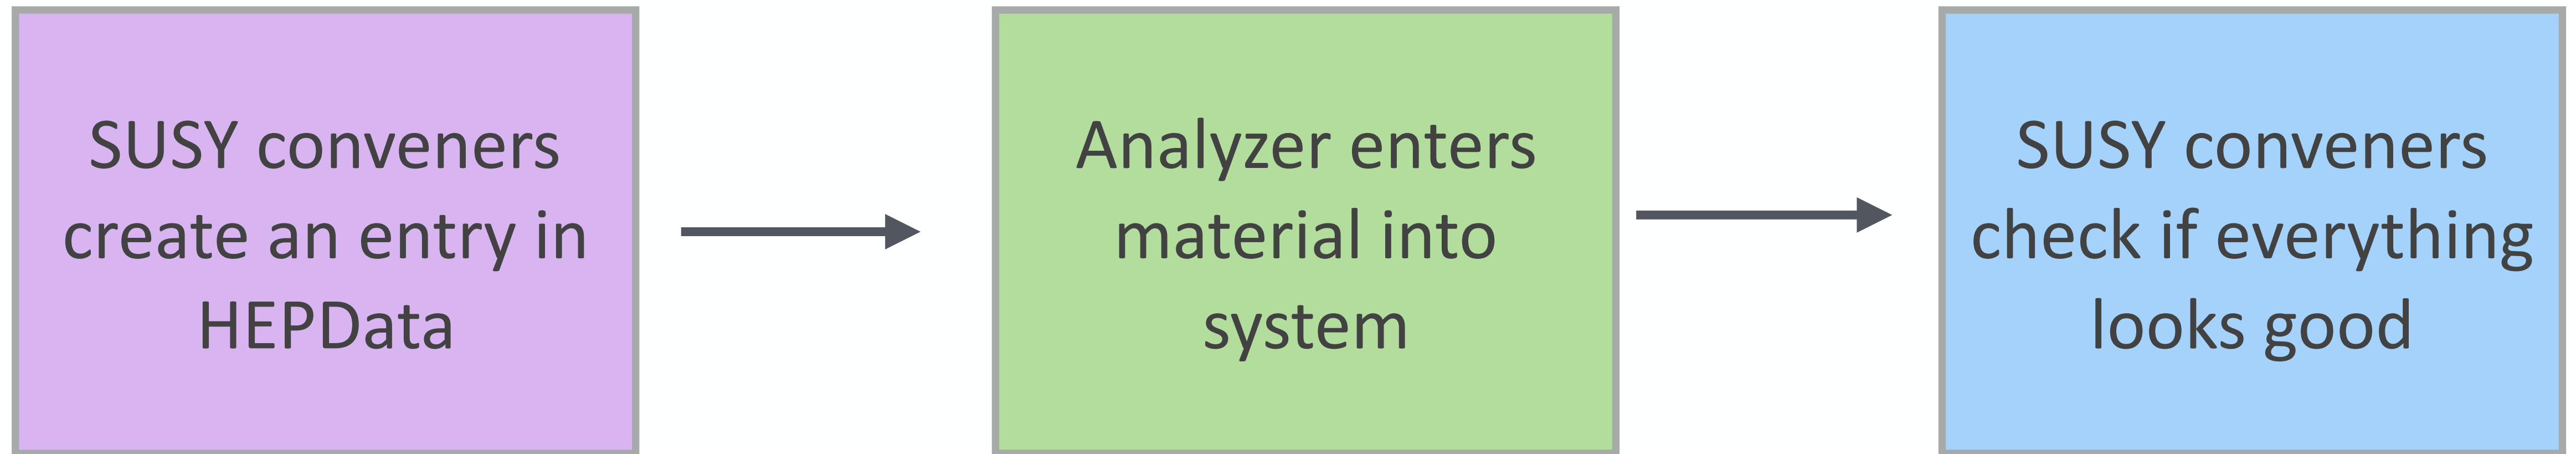 SUSY conveners
create an entry in
HEPData
Analyzer enters
material into
system
SUSY conveners
check if everything
looks good